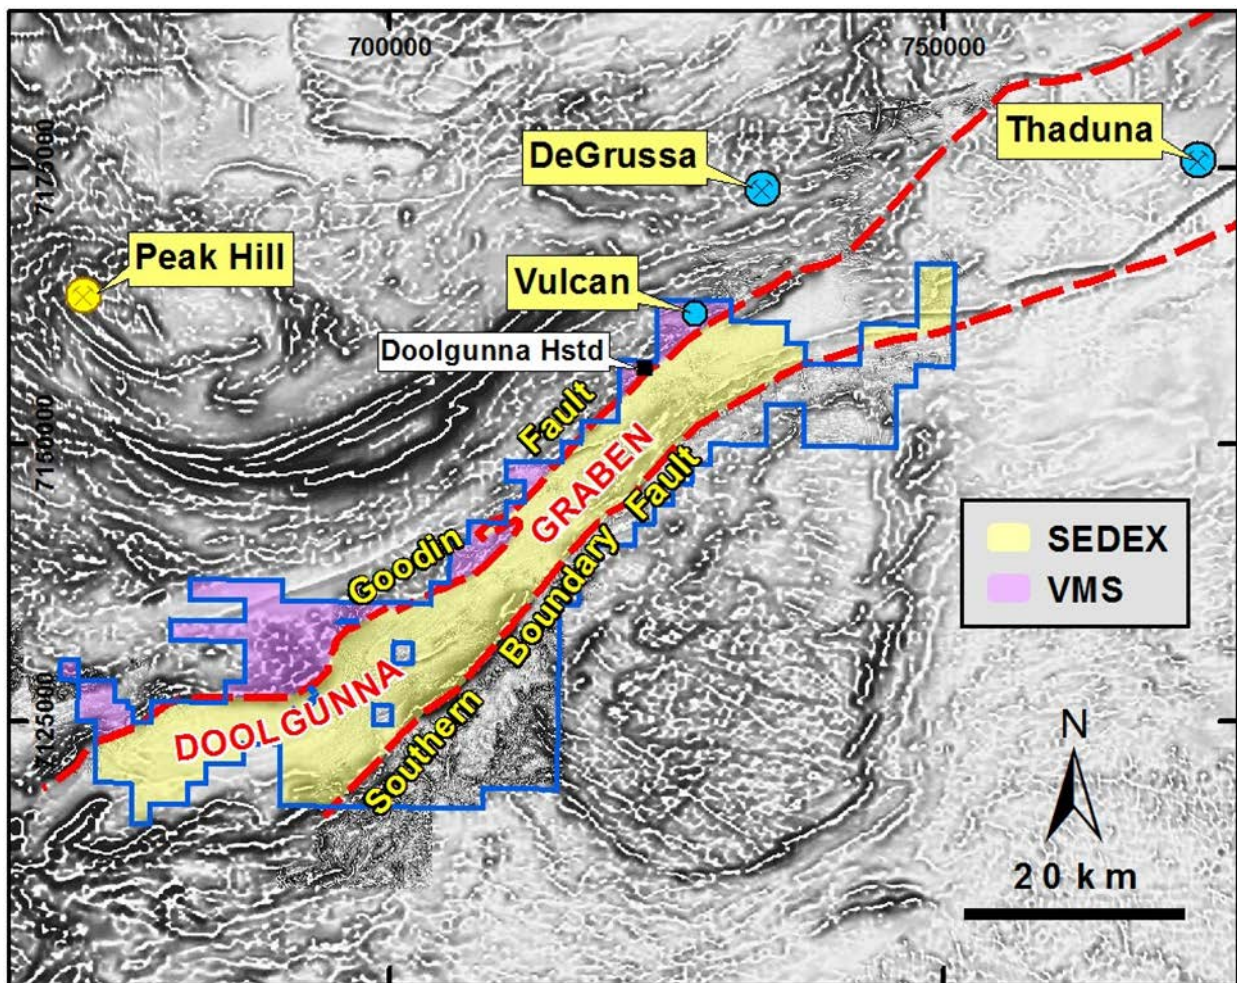 700000
750000
7175000
7150000
7125000
Thaduna
DeGrussa
Peak Hill
Vulcan
Doolgunna Hstd
Goodin Fault
DOOLGUNNA GRABEN
Southern Boundary Fault
SEDEX
VMS
N
20 km